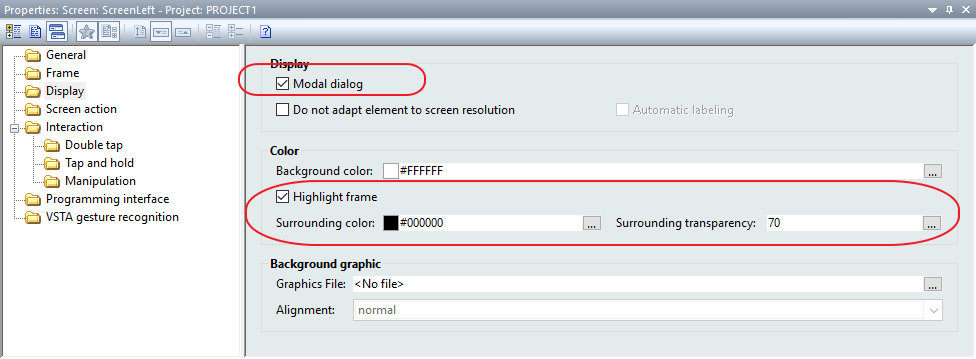 Properties: Screen: ScreenLeft - Project: PROJECT1
General
Frame
Display
Screen action
Interaction
Double tap
Tap and hold
Manipulation
Programming interface
VSTA gesture recognition
Display
Modal dialog
Do not adapt element to screen resolution Automatic labeling
Color
Background color: #FFFFFF ...
Highlight frame
Surrounding color: #000000 ... Surrounding transparency: 70 ...
Background graphic
Graphics File: <No file> ...
Alignment: normal